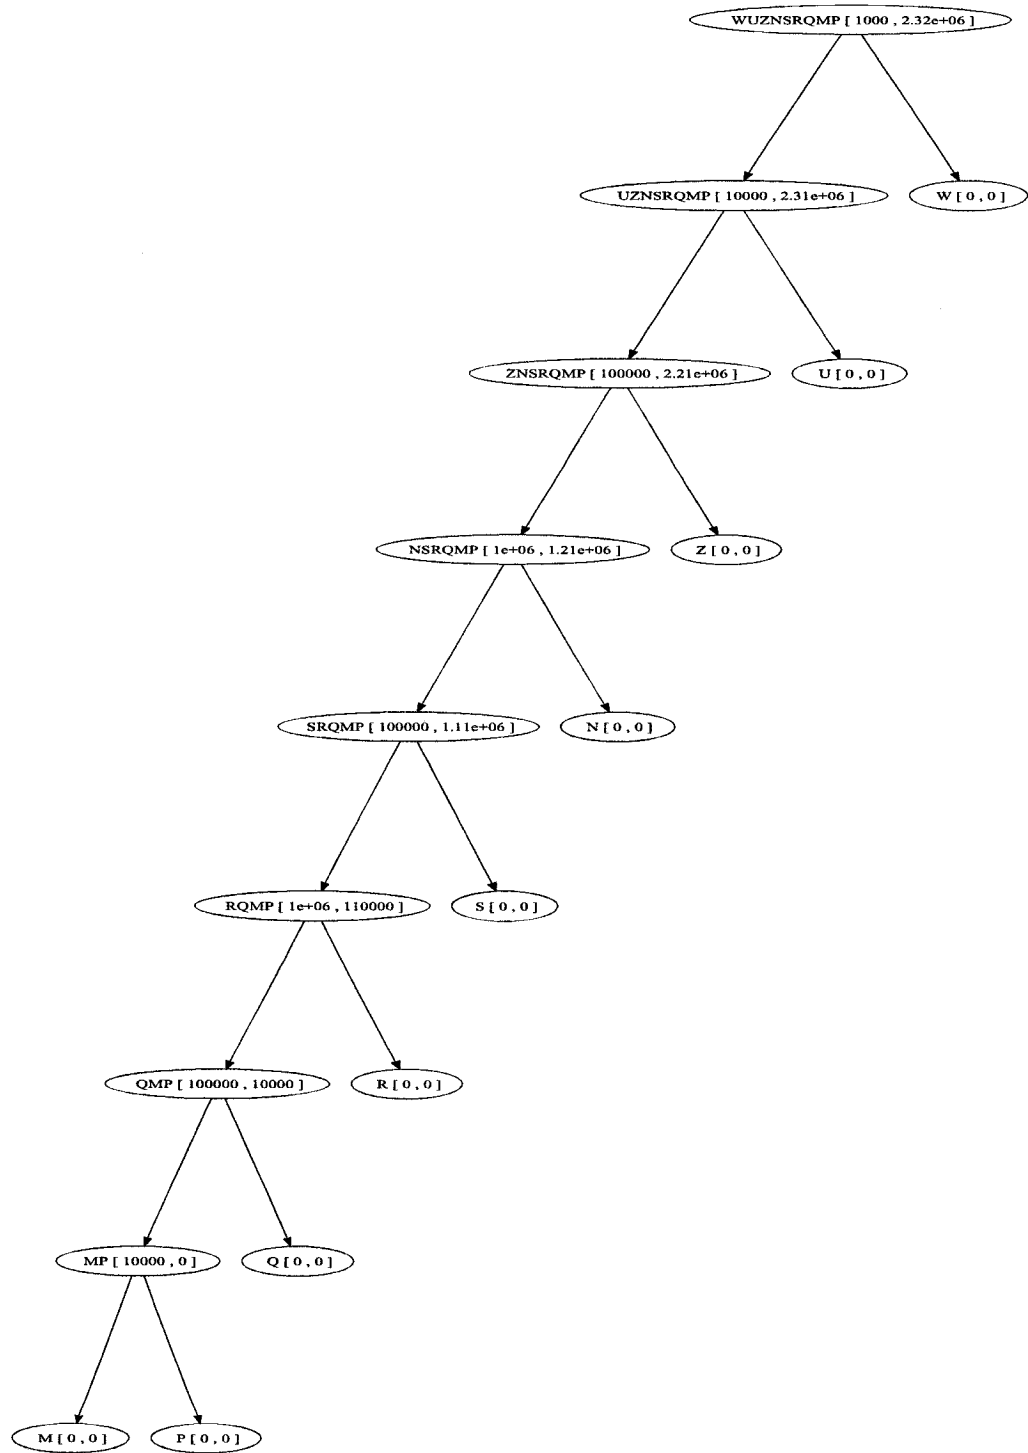 WUZNSRQMP [ 1000 , 2.32e+06 ]
UZNSRQMP [ 10000 , 2.31e+06 ]
W [ 0 , 0 ]
ZNSRQMP [ 100000 , 2.21e+06 ]
U [ 0 , 0 ]
NSRQMP [ 1e+06 , 1.21e+06 ]
Z [ 0 , 0 ]
SRQMP [ 100000 , 1.11e+06 ]
N [ 0 , 0 ]
RQMP [ 1e+06 , 110000 ]
S [ 0 , 0 ]
QMP [ 100000 , 10000 ]
R [ 0 , 0 ]
MP [ 10000 , 0 ]
Q [ 0 , 0 ]
M [ 0 , 0 ]
P [ 0 , 0 ]